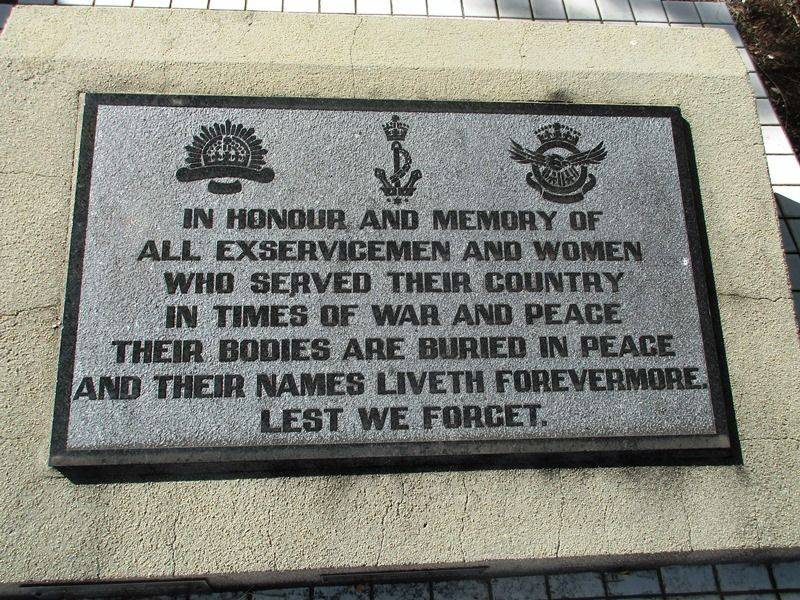 IN HONOUR AND MEMORY OF
ALL EXSERVICEMEN AND WOMEN
WHO SERVED THEIR COUNTRY
IN TIMES OF WAR AND PEACE
THEIR BODIES ARE BURIED IN PEACE
AND THEIR NAMES LIVETH FOREVERMORE.
LEST WE FORGET.